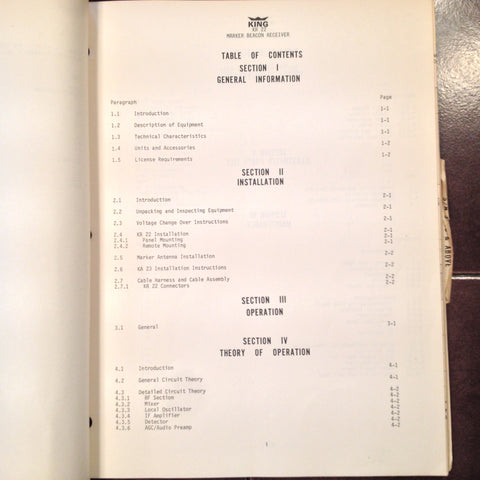 KING
KR 22
MARKER BEACON RECEIVER
TABLE OF CONTENTS
SECTION I
GENERAL INFORMATION
Paragraph Page
1.1 Introduction 1-1
1.2 Description of Equipment 1-1
1.3 Technical Characteristics 1-1
1.4 Units and Accessories 1-2
1.5 License Requirements 1-2
SECTION II
INSTALLATION
2.1 Introduction 2-1
2.2 Unpacking and Inspecting Equipment 2-1
2.3 Voltage Change Over Instructions 2-1
2.4 KR 22 Installation 2-1
2.4.1 Panel Mounting 2-1
2.4.2 Remote Mounting 2-1
2.5 Marker Antenna Installation 2-2
2.6 KA 23 Installation Instructions 2-2
2.7 Cable Harness and Cable Assembly 2-2
2.7.1 KR 22 Connectors 2-2
SECTION III
OPERATION
3.1 General 3-1
SECTION IV
THEORY OF OPERATION
4.1 Introduction 4-1
4.2 General Circuit Theory 4-1
4.3 Detailed Circuit Theory 4-2
4.3.1 RF Section 4-2
4.3.2 Mixer 4-2
4.3.3 Local Oscillator 4-2
4.3.4 IF Amplifier 4-2
4.3.5 Detector 4-2
4.3.6 AGC/Audio Preamp 4-2